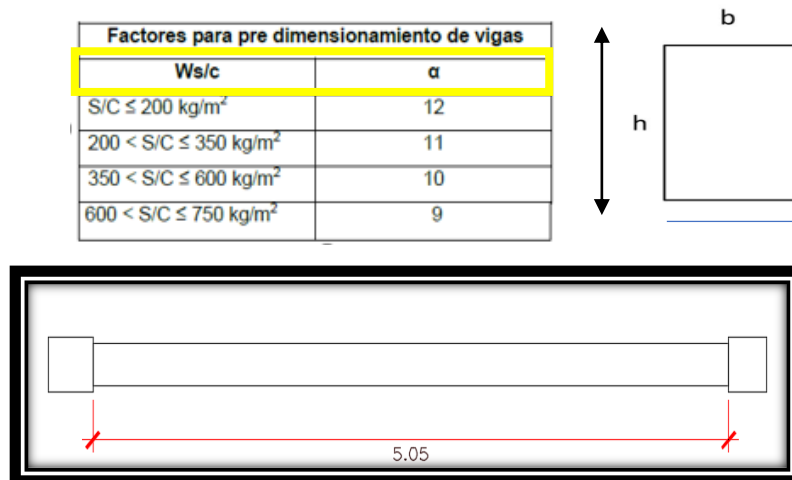 Factores para pre dimensionamiento de vigas
Ws/c α
S/C ≤ 200 kg/m² 12
200 < S/C ≤ 350 kg/m² 11
350 < S/C ≤ 600 kg/m² 10
600 < S/C ≤ 750 kg/m² 9
b
h
5.05